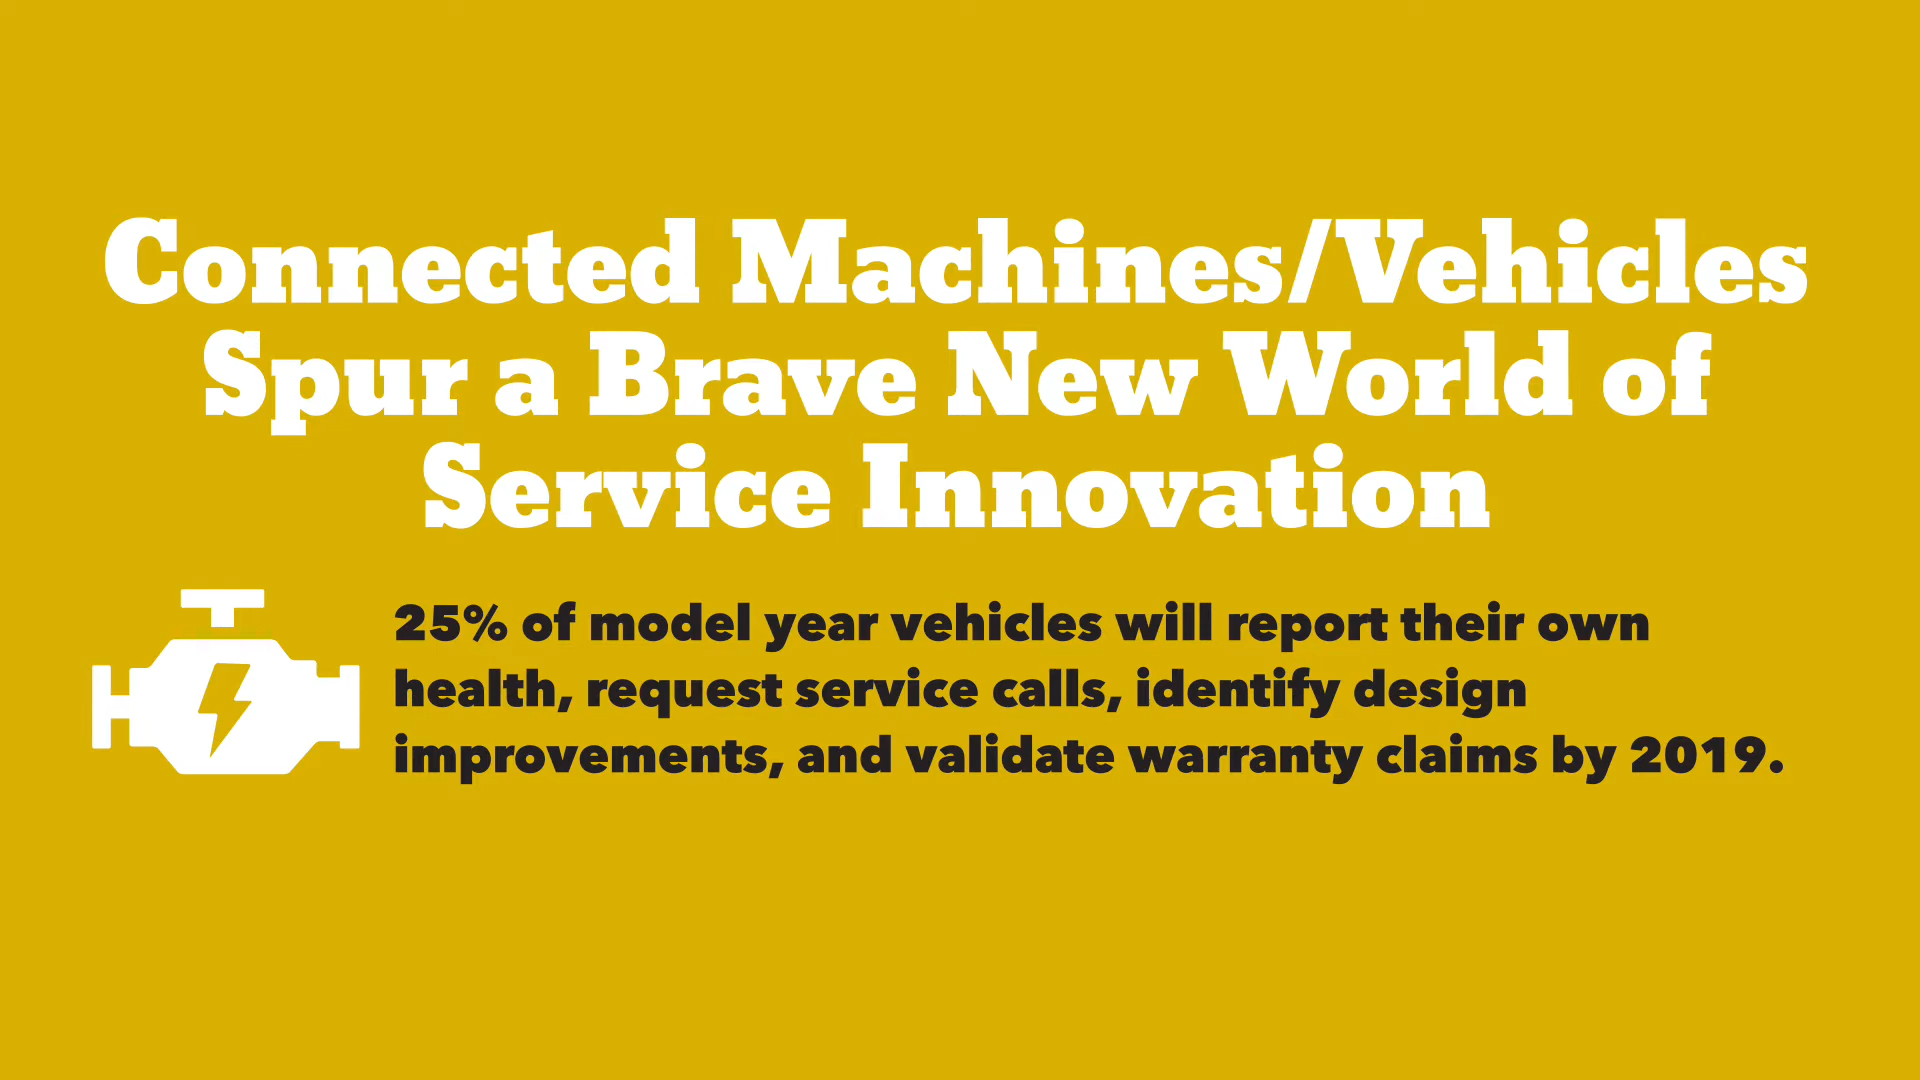 Connected Machines/Vehicles
Spur a Brave New World of
Service Innovation
25% of model year vehicles will report their own
health, request service calls, identify design
improvements, and validate warranty claims by 2019.